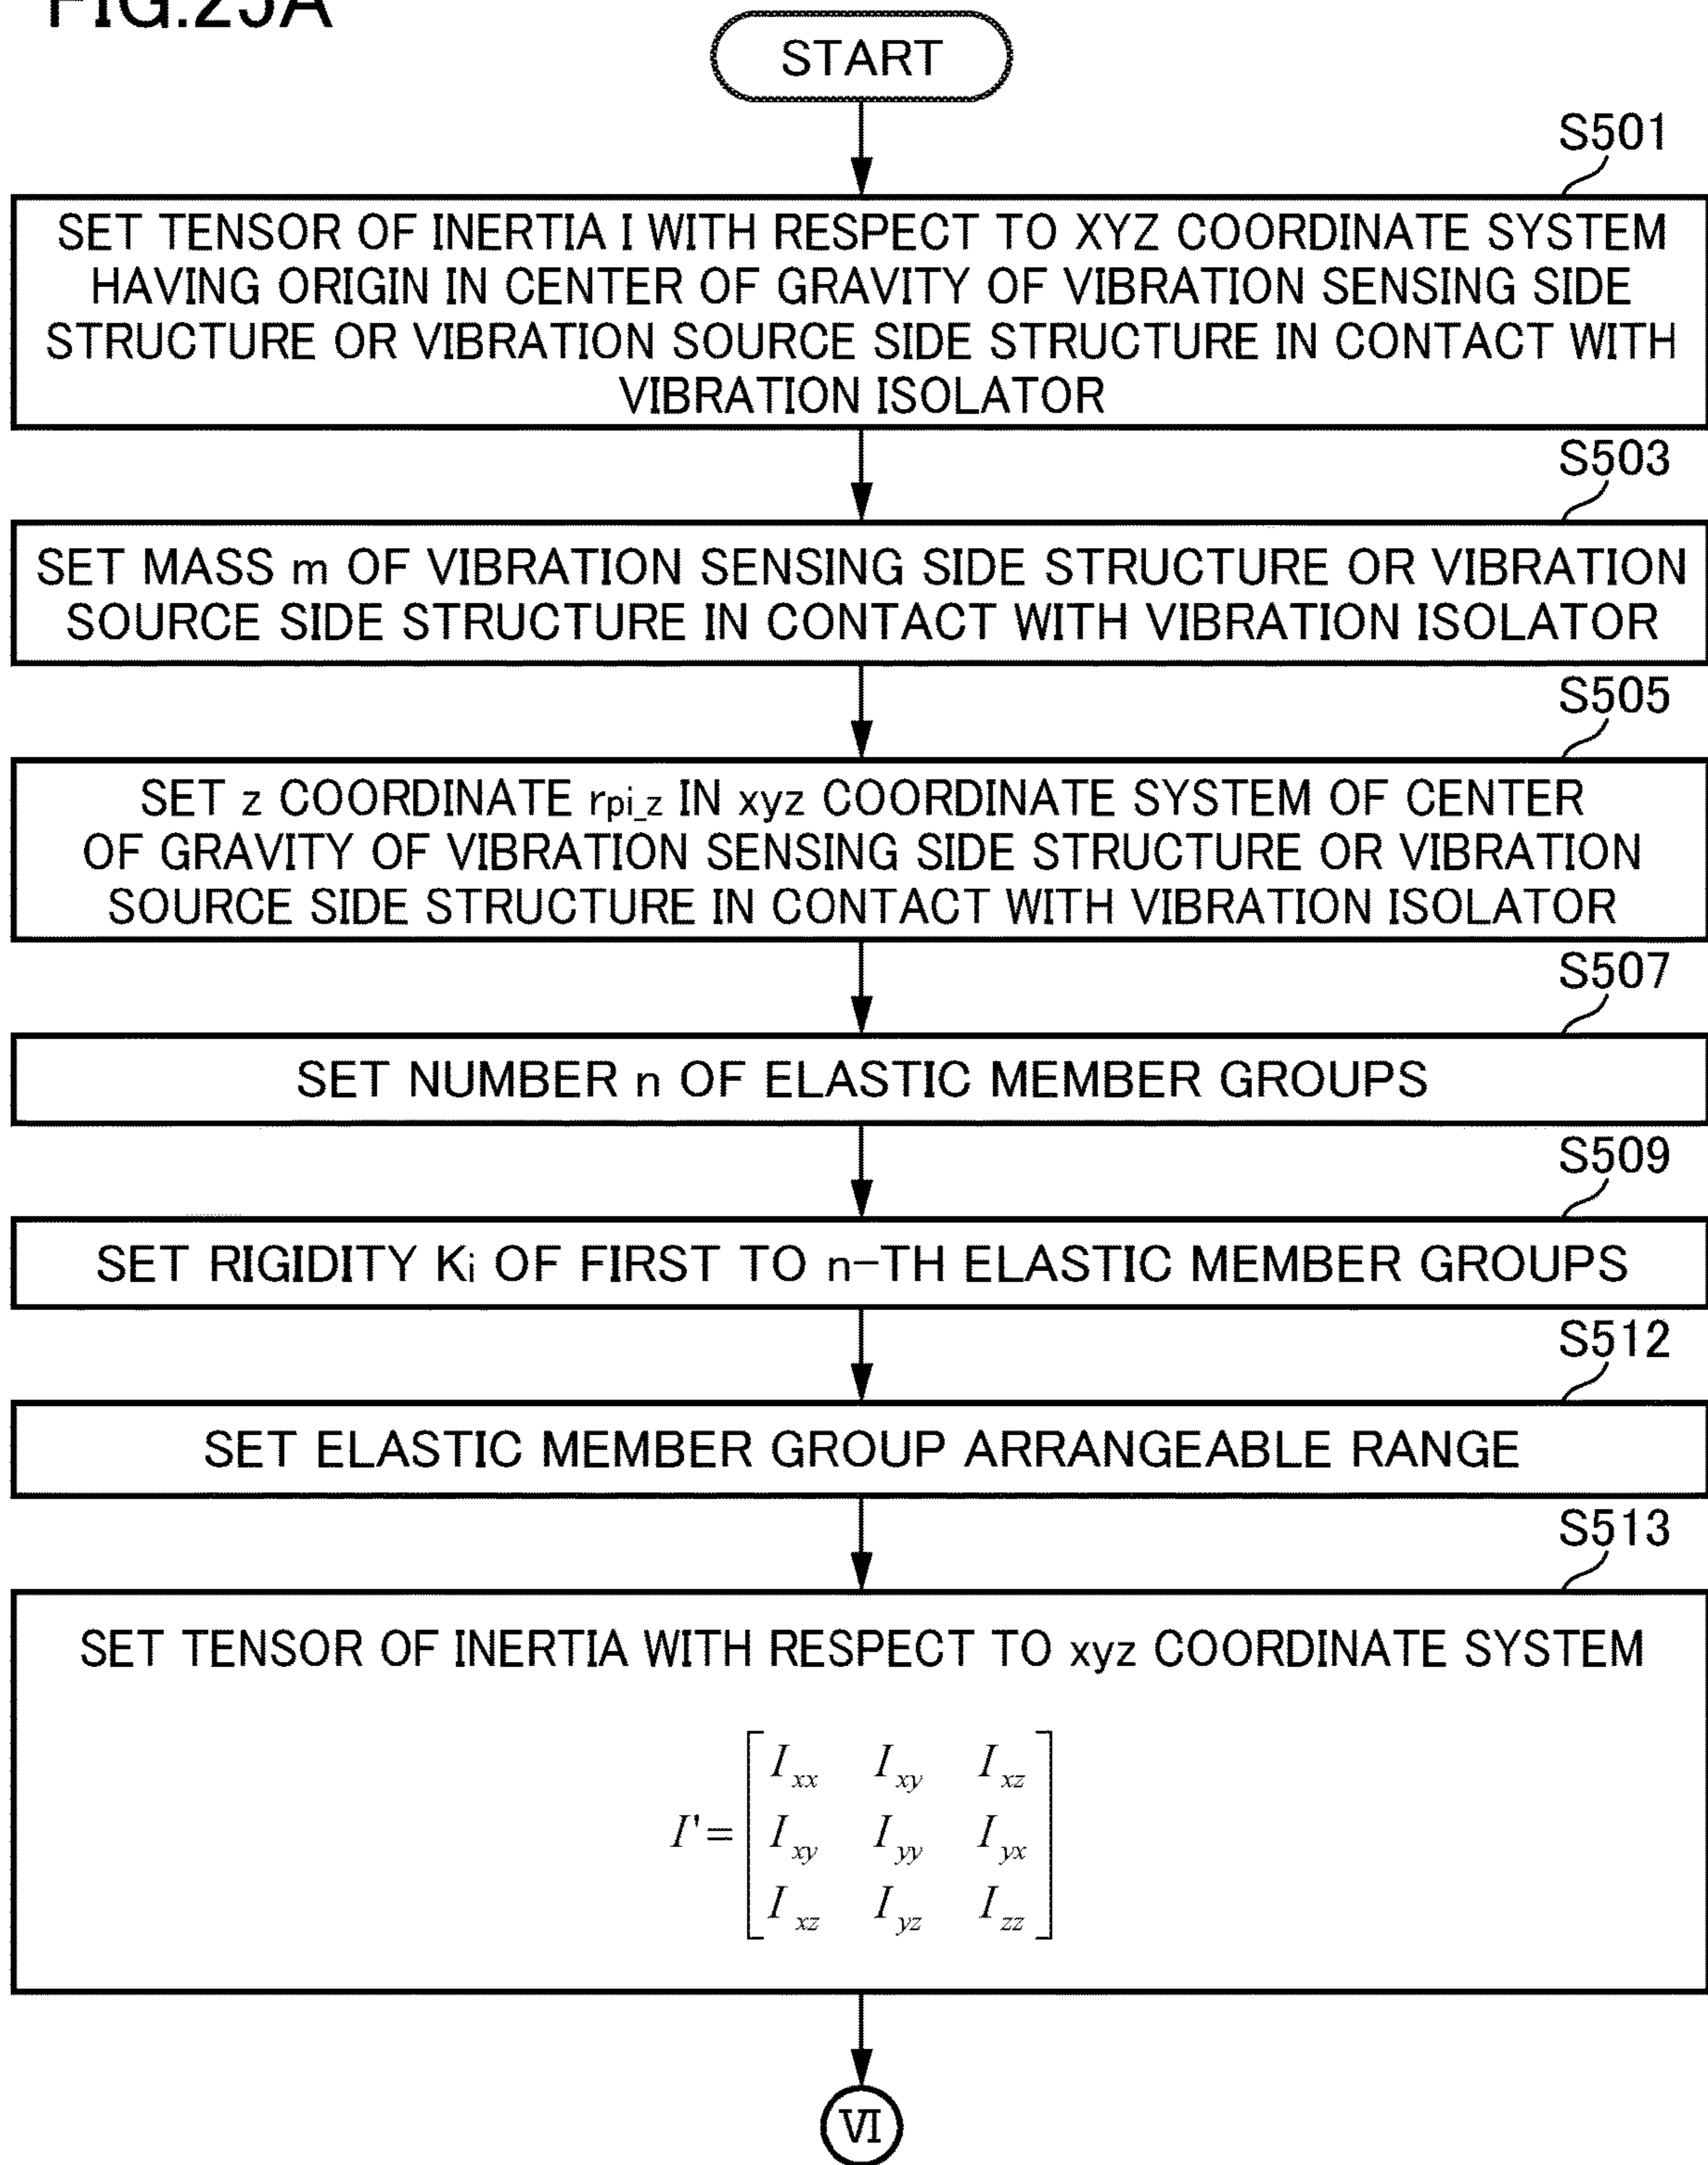 FIG.25A
START
S501
SET TENSOR OF INERTIA I WITH RESPECT TO XYZ COORDINATE SYSTEM
HAVING ORIGIN IN CENTER OF GRAVITY OF VIBRATION SENSING SIDE
STRUCTURE OR VIBRATION SOURCE SIDE STRUCTURE IN CONTACT WITH
VIBRATION ISOLATOR
S503
SET MASS m OF VIBRATION SENSING SIDE STRUCTURE OR VIBRATION
SOURCE SIDE STRUCTURE IN CONTACT WITH VIBRATION ISOLATOR
S505
SET z COORDINATE rpi_z IN xyz COORDINATE SYSTEM OF CENTER
OF GRAVITY OF VIBRATION SENSING SIDE STRUCTURE OR VIBRATION
SOURCE SIDE STRUCTURE IN CONTACT WITH VIBRATION ISOLATOR
S507
SET NUMBER n OF ELASTIC MEMBER GROUPS
S509
SET RIGIDITY Ki OF FIRST TO n-TH ELASTIC MEMBER GROUPS
S512
SET ELASTIC MEMBER GROUP ARRANGEABLE RANGE
S513
SET TENSOR OF INERTIA WITH RESPECT TO xyz COORDINATE SYSTEM
I xx I xy I xz
I'= I xy I yy I yx
I xz I yz I zz
VI